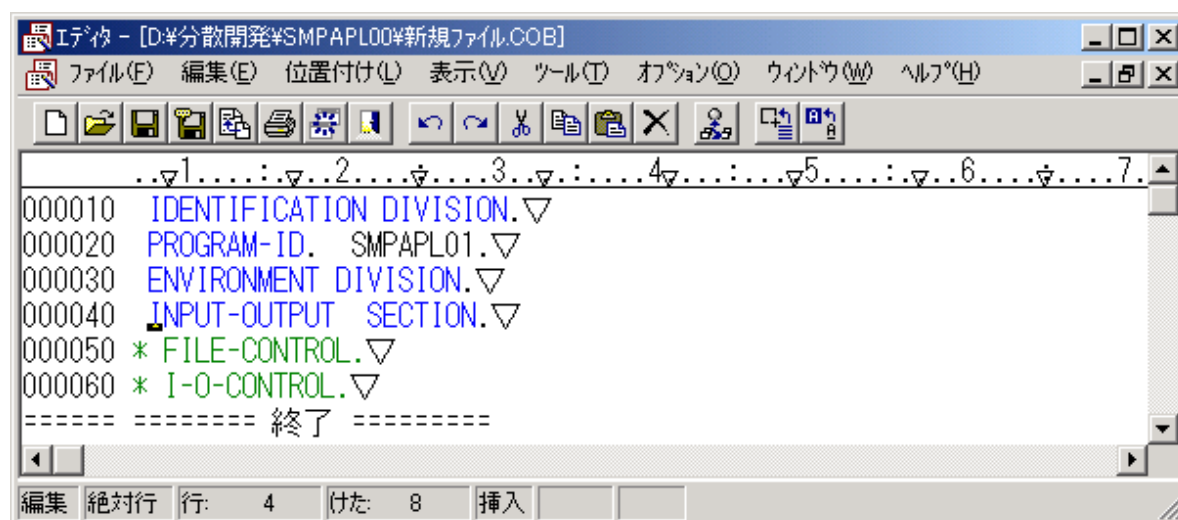 エディタ - [D:¥分散開発¥SMPAPL00¥新規ファイル.COB]
ファイル(F) 編集(E) 位置付け(L) 表示(V) ツール(T) オプション(O) ウィンドウ(W) ヘルプ(H)
..▽1....:.▽..2....▽....3..▽.:....4▽...:...▽5....:.▽..6....▽....7.
000010 IDENTIFICATION DIVISION.▽
000020 PROGRAM-ID. SMPAPL01.▽
000030 ENVIRONMENT DIVISION.▽
000040 INPUT-OUTPUT SECTION.▽
000050 * FILE-CONTROL.▽
000060 * I-O-CONTROL.▽
====== ======== 終了 =========
編集 絶対行 行: 4 けた: 8 挿入